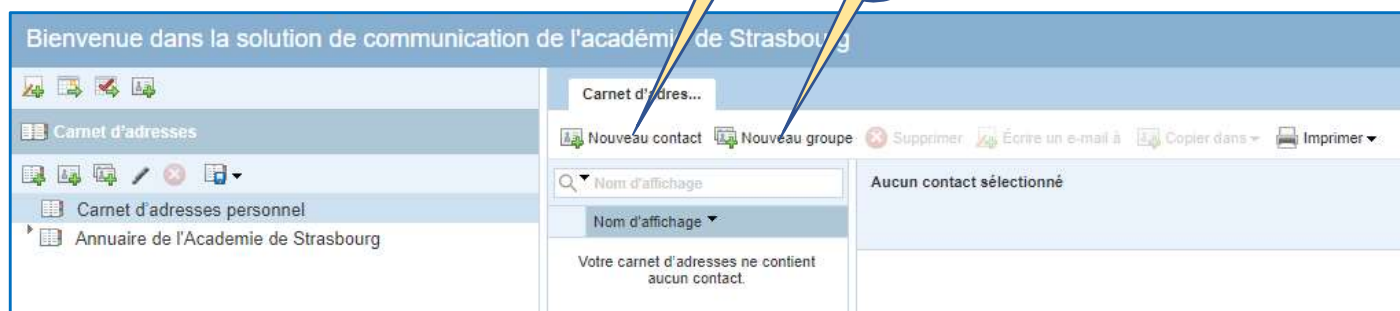 Bienvenue dans la solution de communication de l'académie de Strasbourg
Carnet d'adresses
Carnet d'adresses personnel
Annuaire de l'Academie de Strasbourg
Carnet d'adres...
Nouveau contact Nouveau groupe Supprimer Écrire un e-mail à Copier dans Imprimer
Nom d'affichage
Nom d'affichage
Votre carnet d'adresses ne contient
aucun contact.
Aucun contact sélectionné